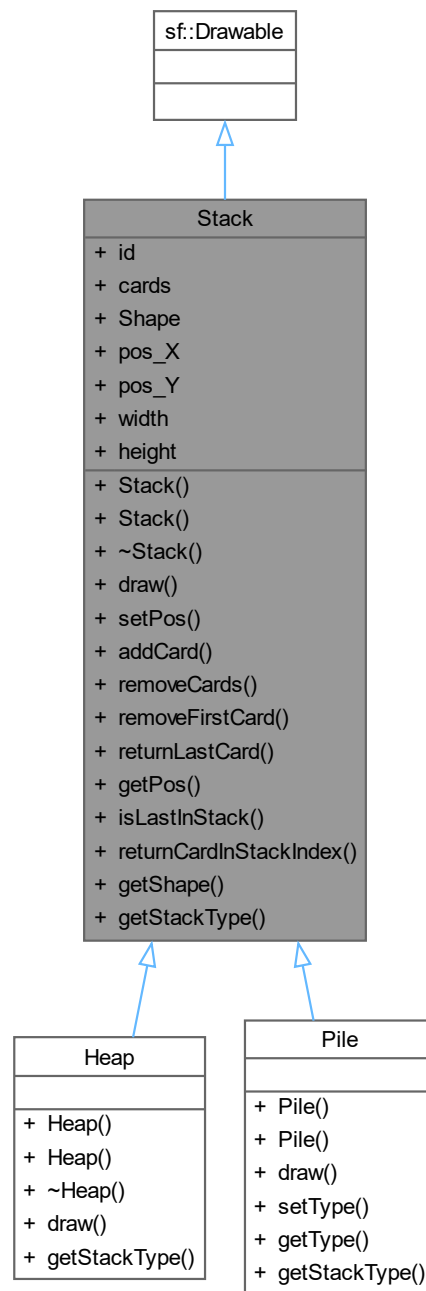 sf::Drawable
Stack
+ id
+ cards
+ Shape
+ pos_X
+ pos_Y
+ width
+ height
+ Stack()
+ Stack()
+ ~Stack()
+ draw()
+ setPos()
+ addCard()
+ removeCards()
+ removeFirstCard()
+ returnLastCard()
+ getPos()
+ isLastInStack()
+ returnCardInStackIndex()
+ getShape()
+ getStackType()
Heap
+ Heap()
+ Heap()
+ ~Heap()
+ draw()
+ getStackType()
Pile
+ Pile()
+ Pile()
+ draw()
+ setType()
+ getType()
+ getStackType()